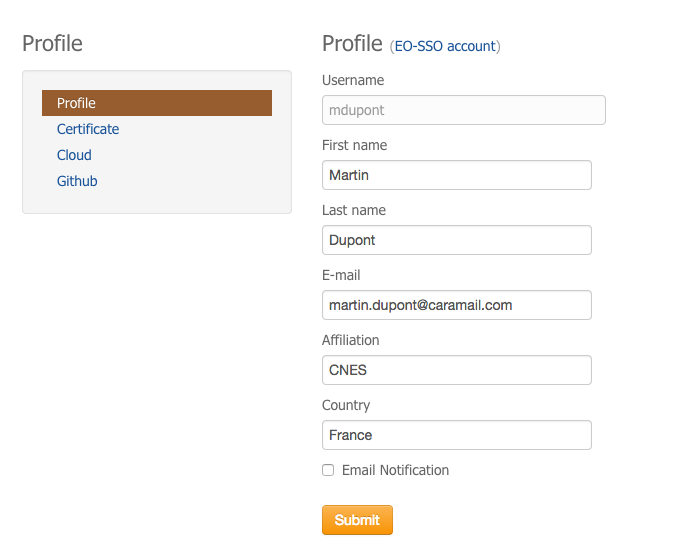 Profile
Profile
Certificate
Cloud
Github
Profile (EO-SSO account)
Username
mdupont
First name
Martin
Last name
Dupont
E-mail
martin.dupont@caramail.com
Affiliation
CNES
Country
France
Email Notification
Submit